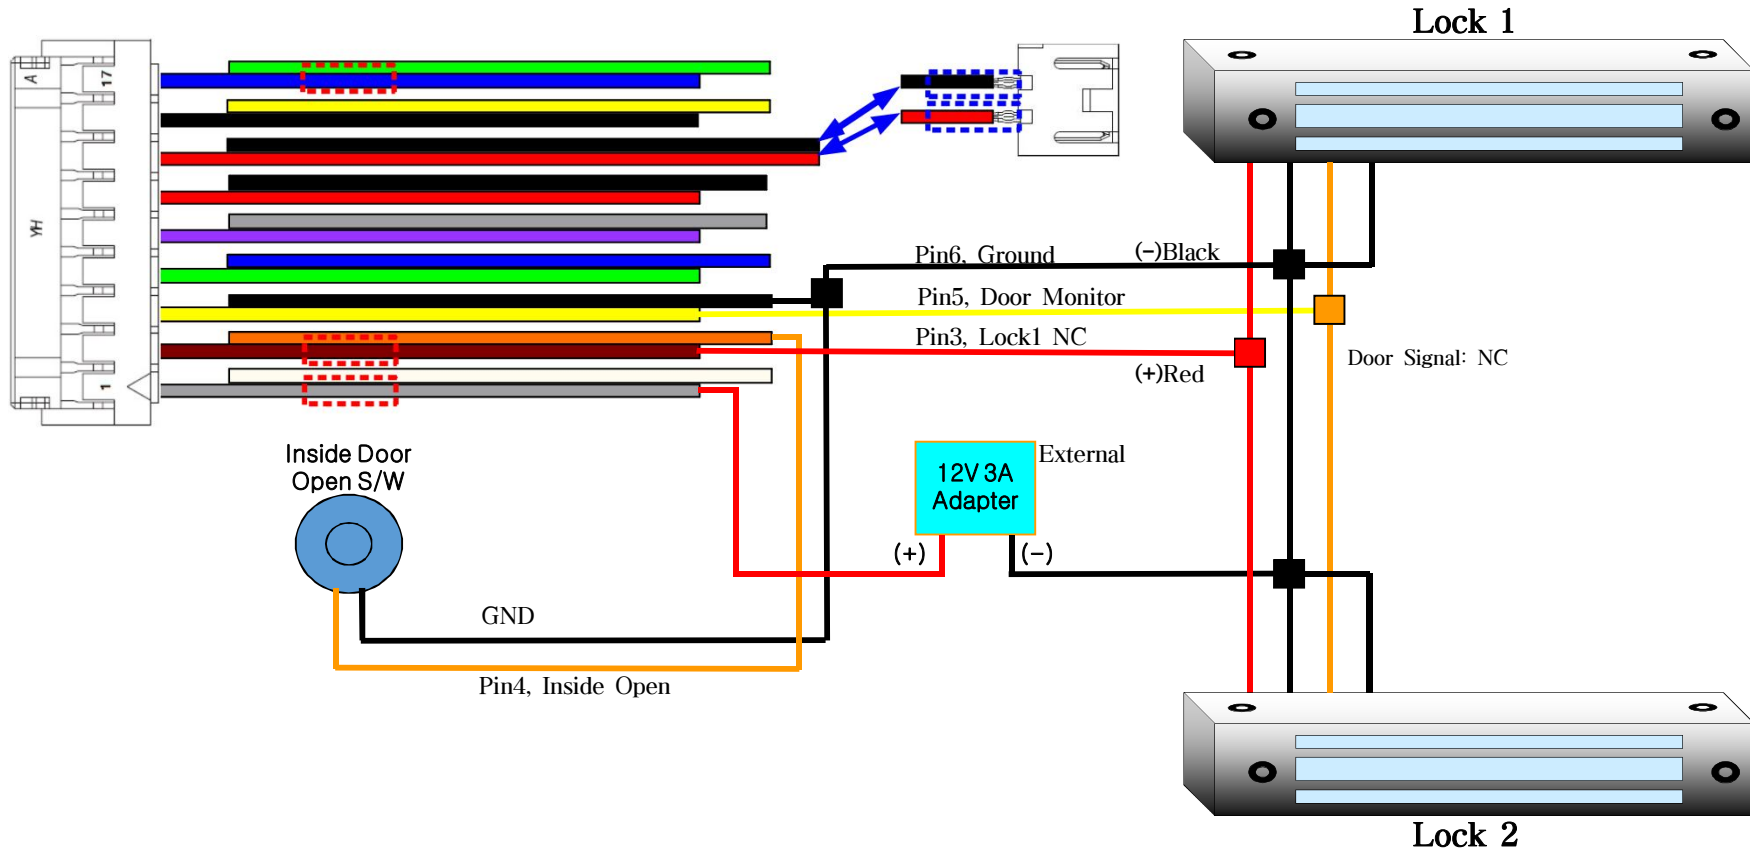 Lock 1
A
17
YH
1
Pin6, Ground
(-)Black
Pin5, Door Monitor
Pin3, Lock1 NC
Door Signal: NC
(+)Red
Inside Door
Open S/W
12V 3A
Adapter
External
(+)
(-)
GND
Pin4, Inside Open
Lock 2